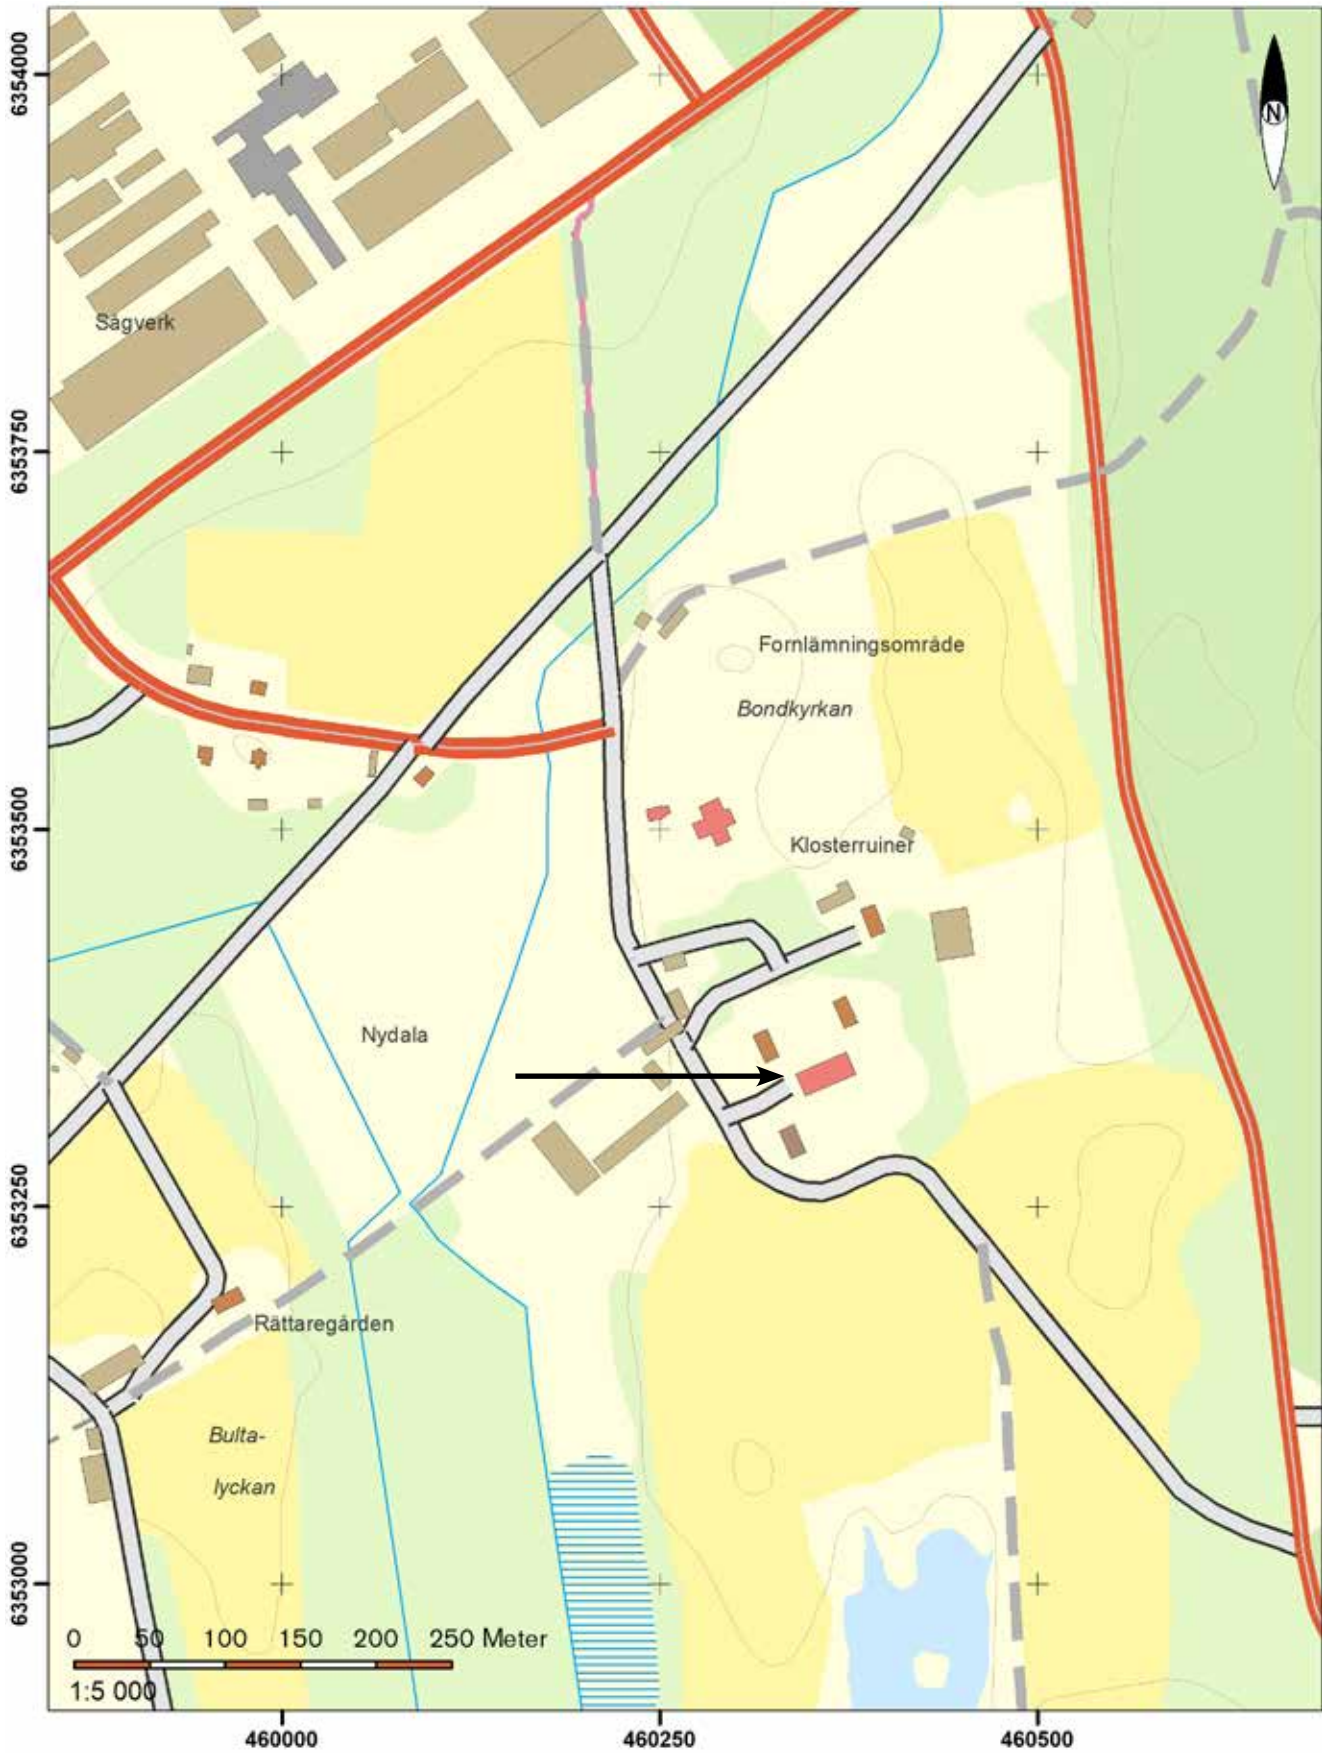 6354000
N
Sågverk
6353750
Fornlämningsområde
Bondkyrkan
6353500
Klosterruiner
Nydala
6353250
Rättaregården
Bulta-
lyckan
6353000
0 50 100 150 200 250 Meter
1:5 000
460000 460250 460500